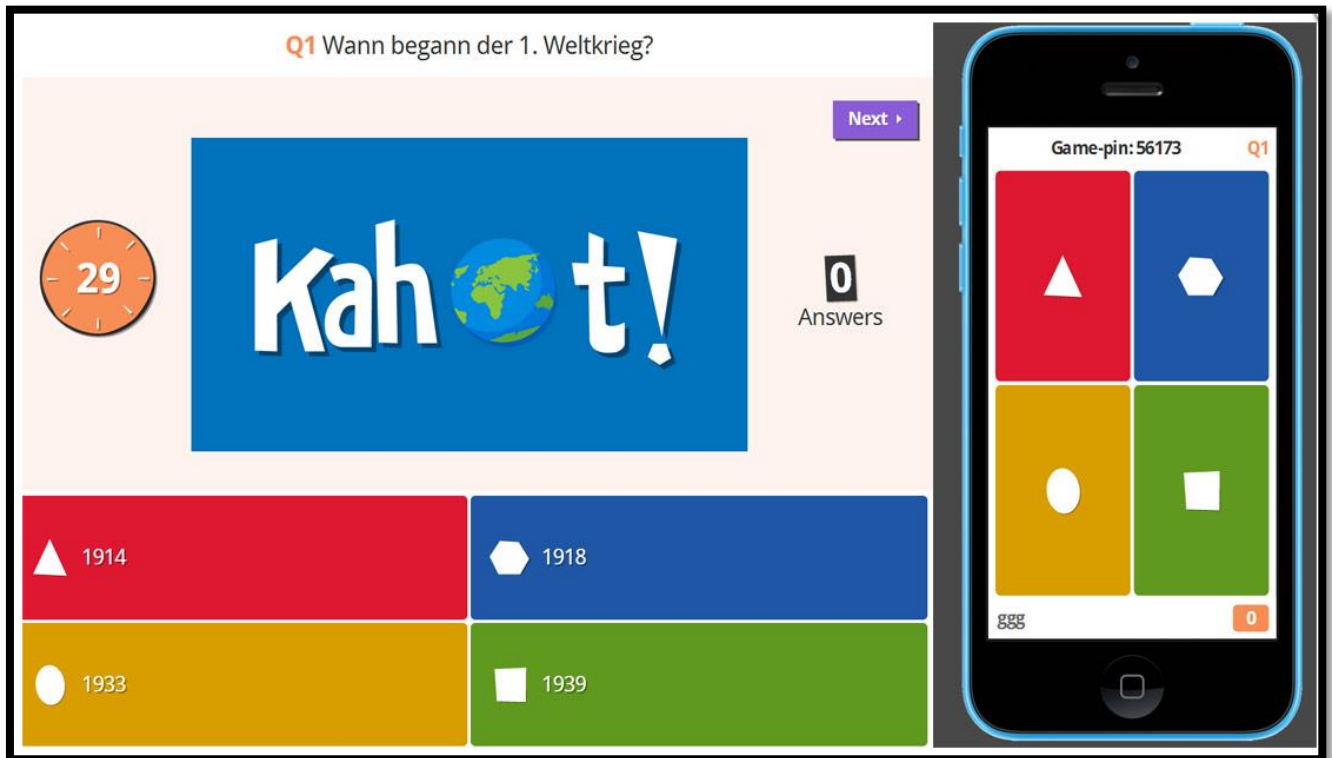 Q1 Wann begann der 1. Weltkrieg?
Next
29
Kahoot!
0
Answers
1914
1918
1933
1939
Game-pin: 56173 Q1
ggg 0